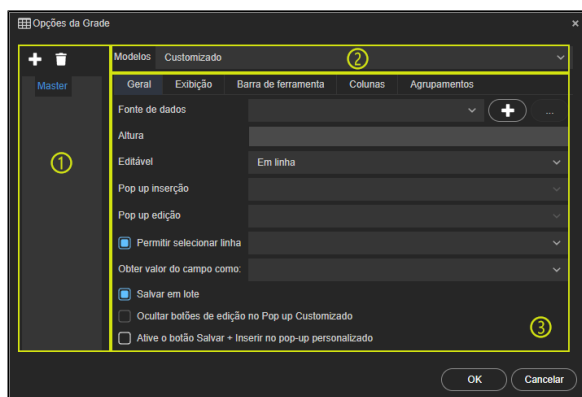 Opções da Grade ×
Modelos Customizado 2
Master
Geral Exibição Barra de ferramenta Colunas Agrupamentos
Fonte de dados ...
Altura
1
Editável Em linha
Pop up inserção
Pop up edição
Permitir selecionar linha
Obter valor do campo como:
Salvar em lote
Ocultar botões de edição no Pop up Customizado
3
Ative o botão Salvar + Inserir no pop-up personalizado
OK Cancelar